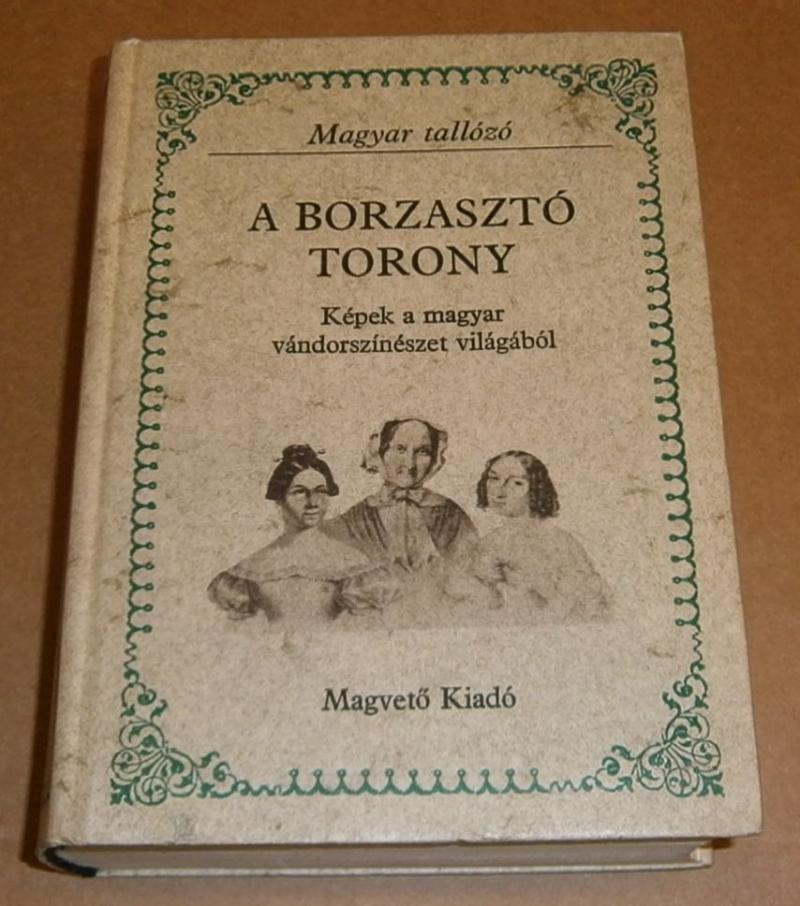 Magyar tallózó
A BORZASZTÓ
TORONY
Képek a magyar
vándorszínészet világából
Magvető Kiadó